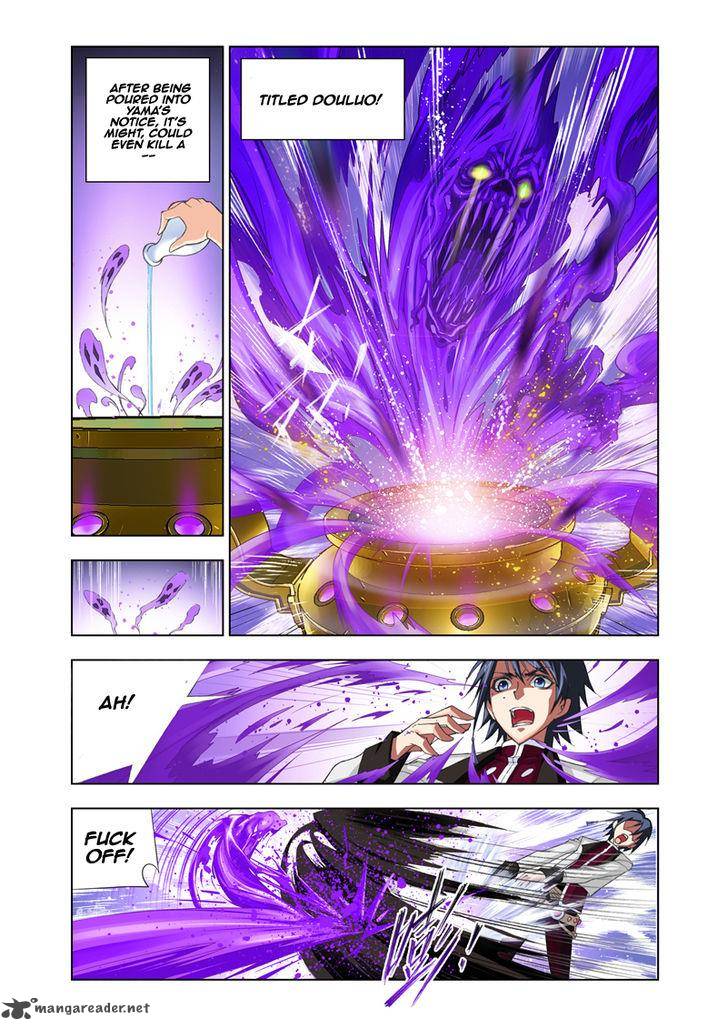 AFTER BEING
POURED INTO
YAMA'S
NOTICE, IT'S
MIGHT, COULD
EVEN KILL A
--
TITLED DOULUO!
AH!
FUCK
OFF!
mangareader.net